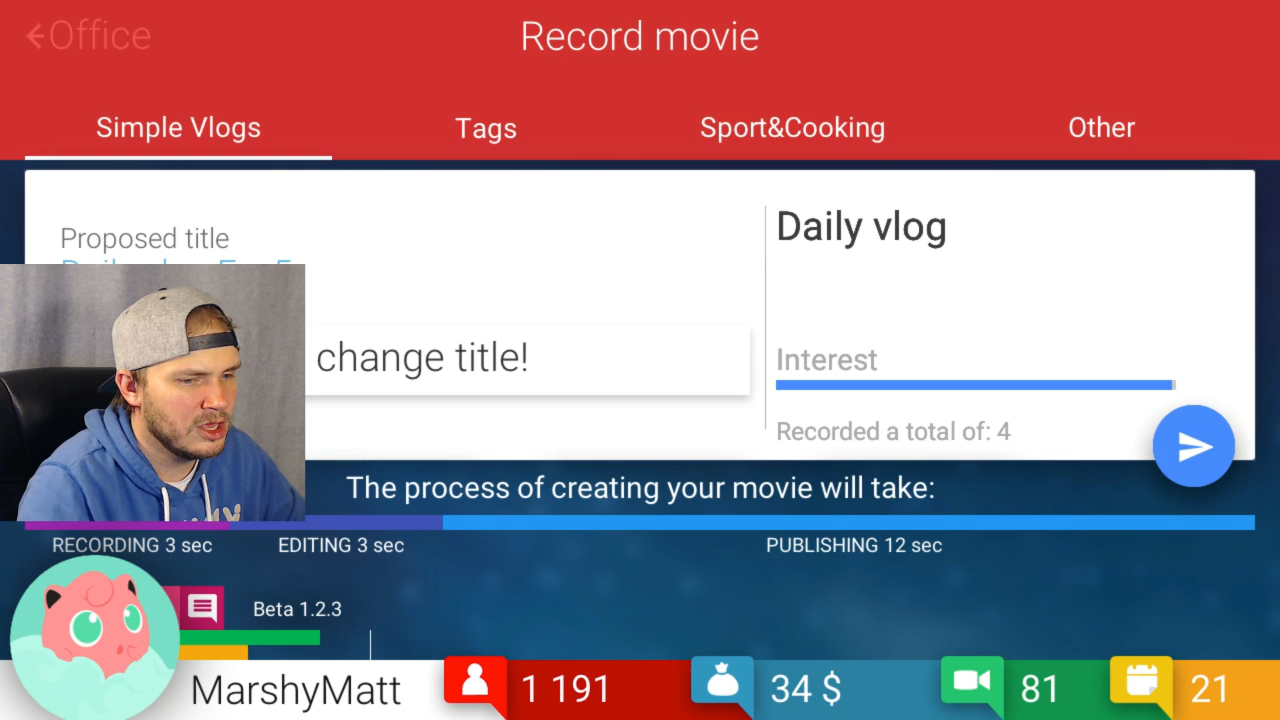 Office
Record movie
Simple Vlogs
Tags
Sport&Cooking
Other
Proposed title
Daily vlog
change title!
Interest
Recorded a total of: 4
The process of creating your movie will take:
RECORDING 3 sec
EDITING 3 sec
PUBLISHING 12 sec
Beta 1.2.3
MarshyMatt
1 191
34 $
81
21